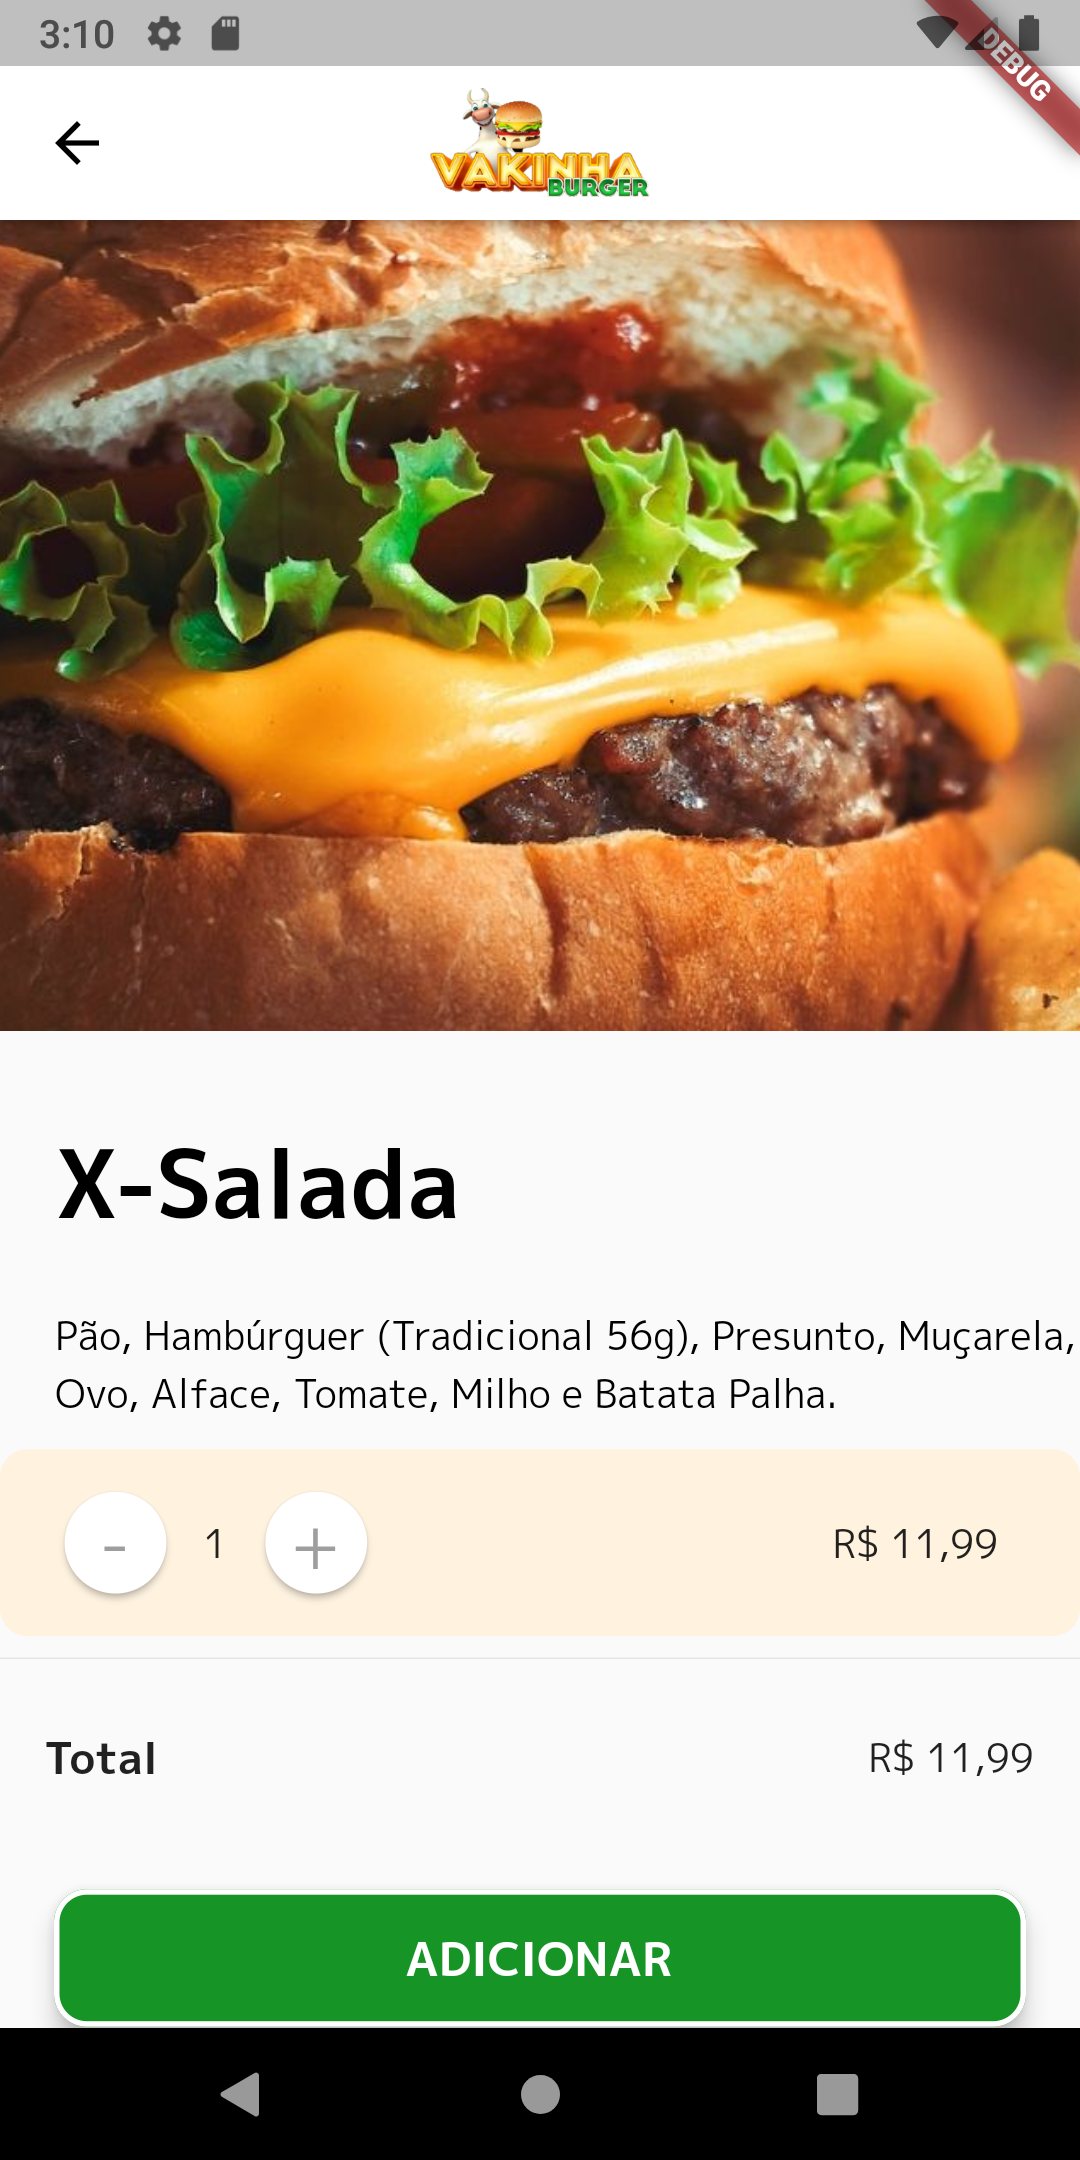 3:10
DEBUG
VAKINHA
BURGER
X-Salada
Pão, Hambúrguer (Tradicional 56g), Presunto, Muçarela,
Ovo, Alface, Tomate, Milho e Batata Palha.
- 1 + R$ 11,99
Total R$ 11,99
ADICIONAR